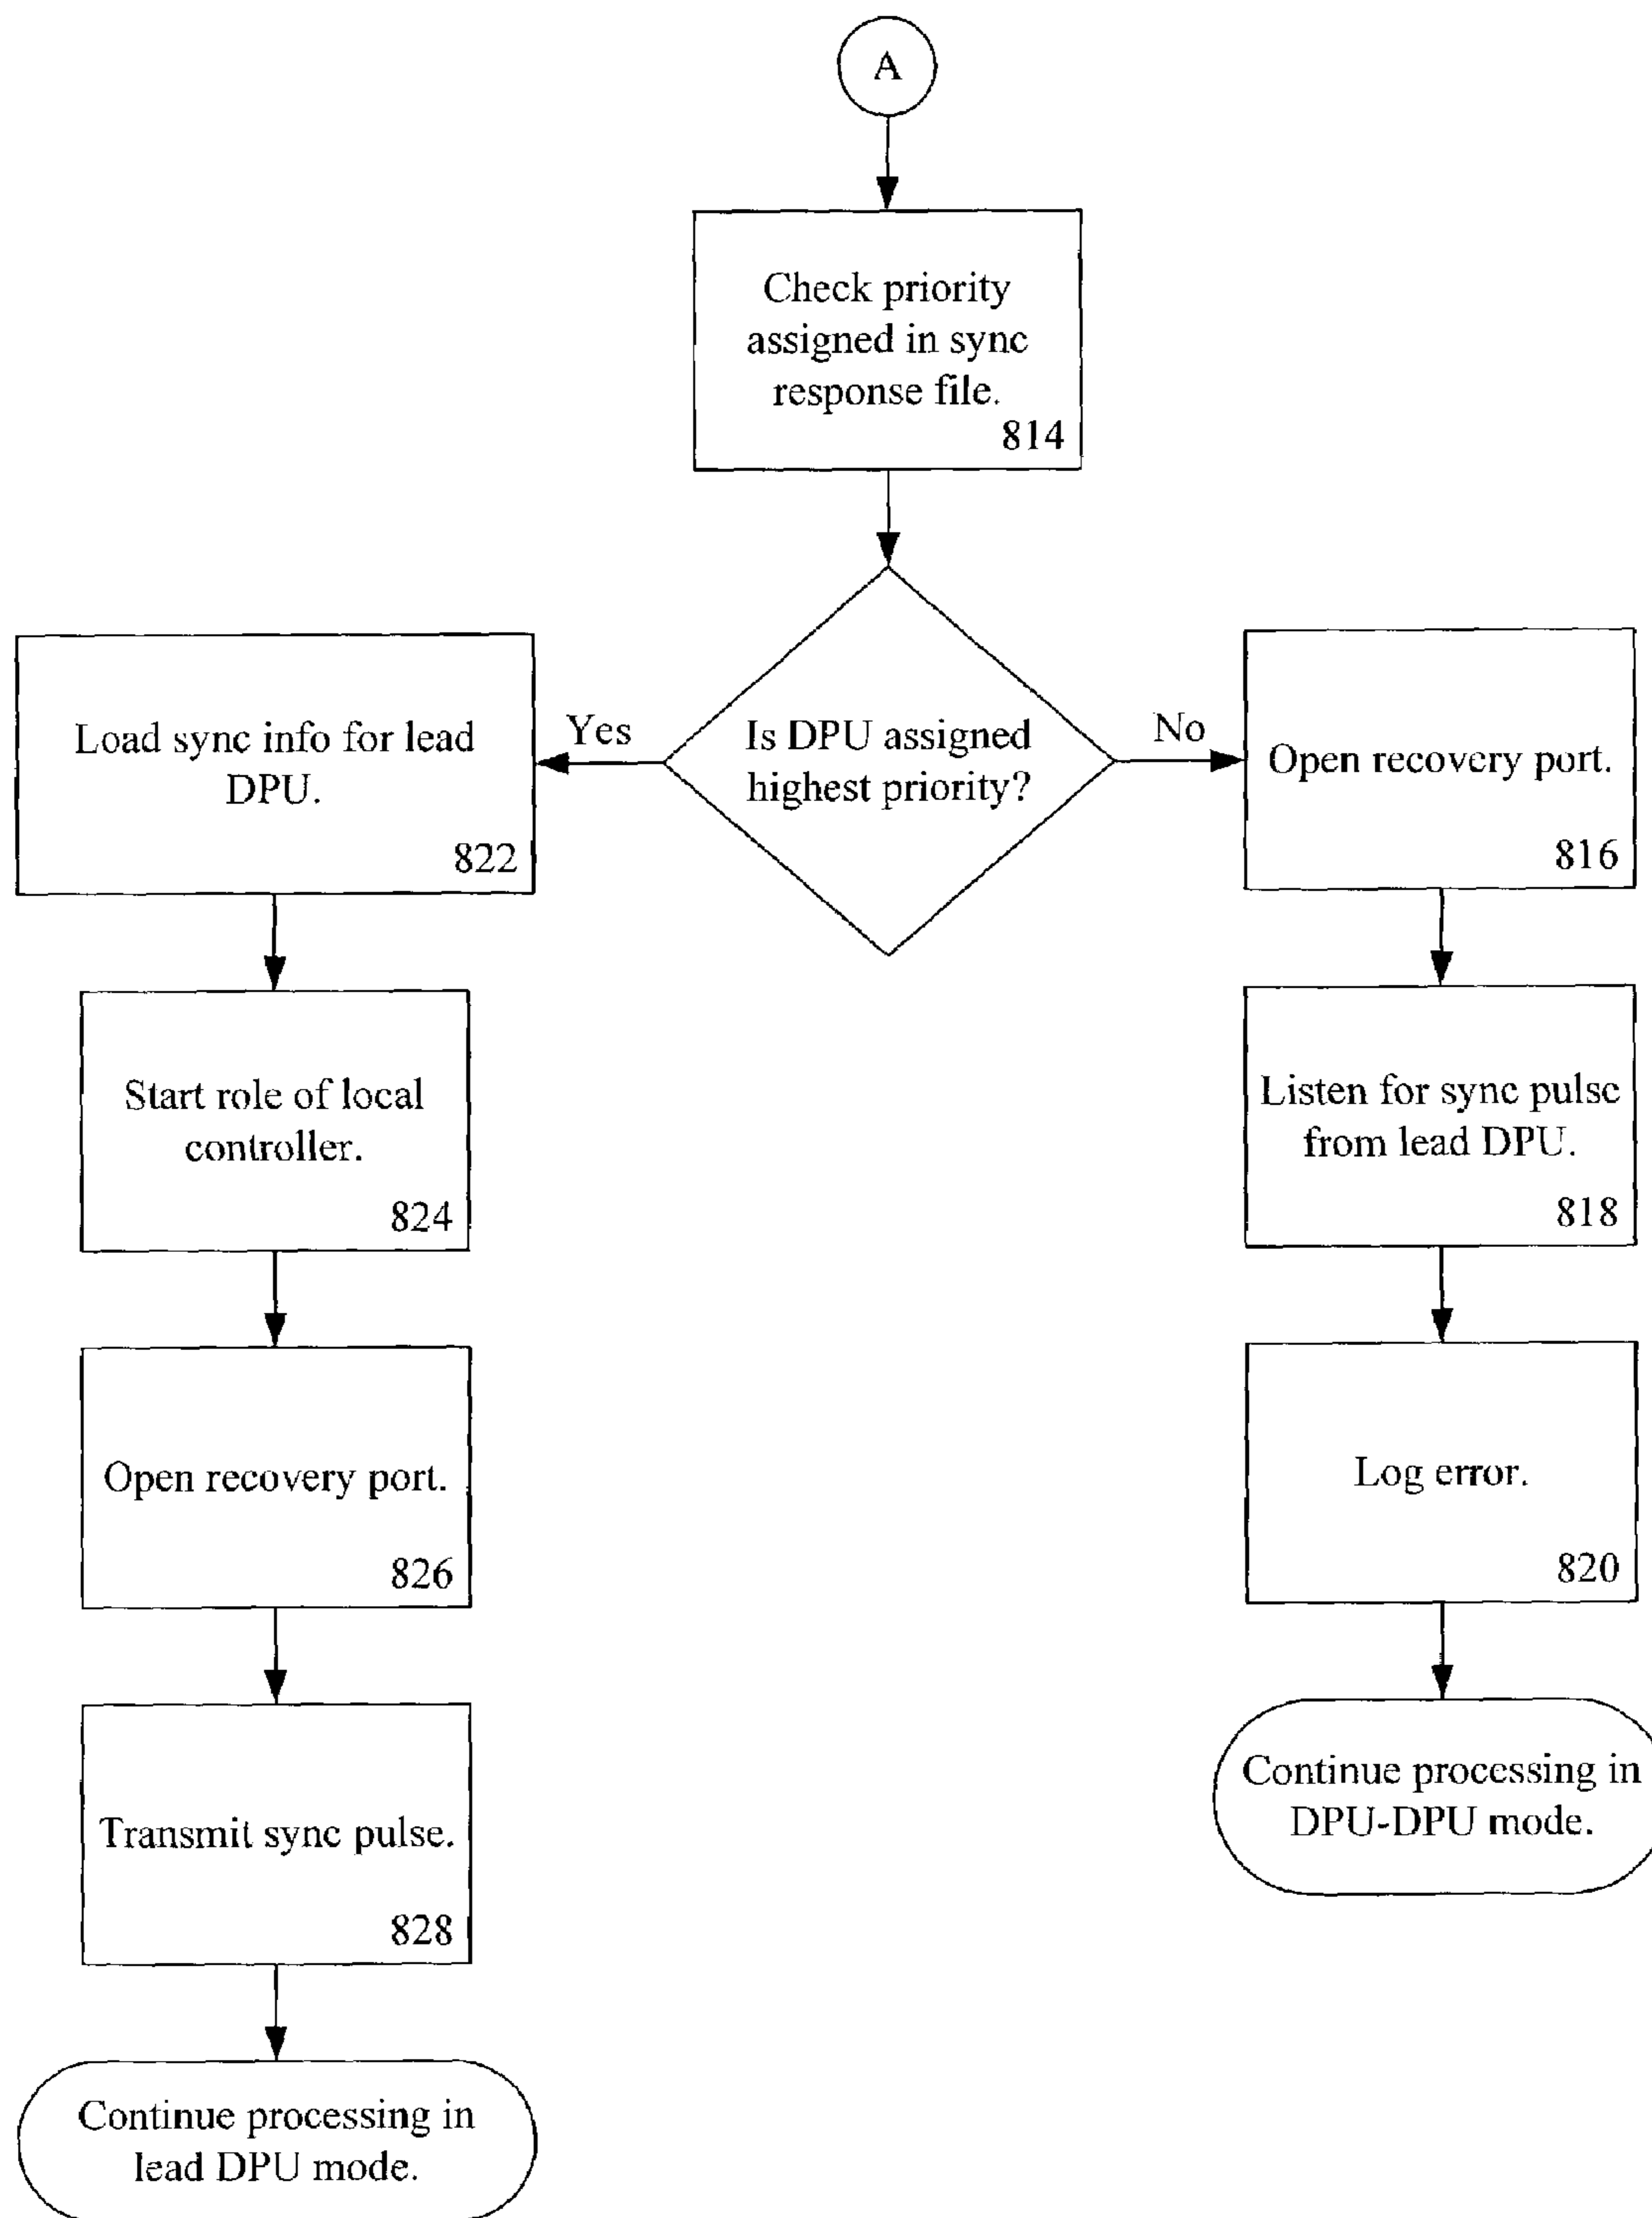 A
Check priority
assigned in sync
response file.
814
Is DPU assigned
highest priority?
Yes
No
Load sync info for lead
DPU.
822
Start role of local
controller.
824
Open recovery port.
826
Transmit sync pulse.
828
Continue processing in
lead DPU mode.
Open recovery port.
816
Listen for sync pulse
from lead DPU.
818
Log error.
820
Continue processing in
DPU-DPU mode.